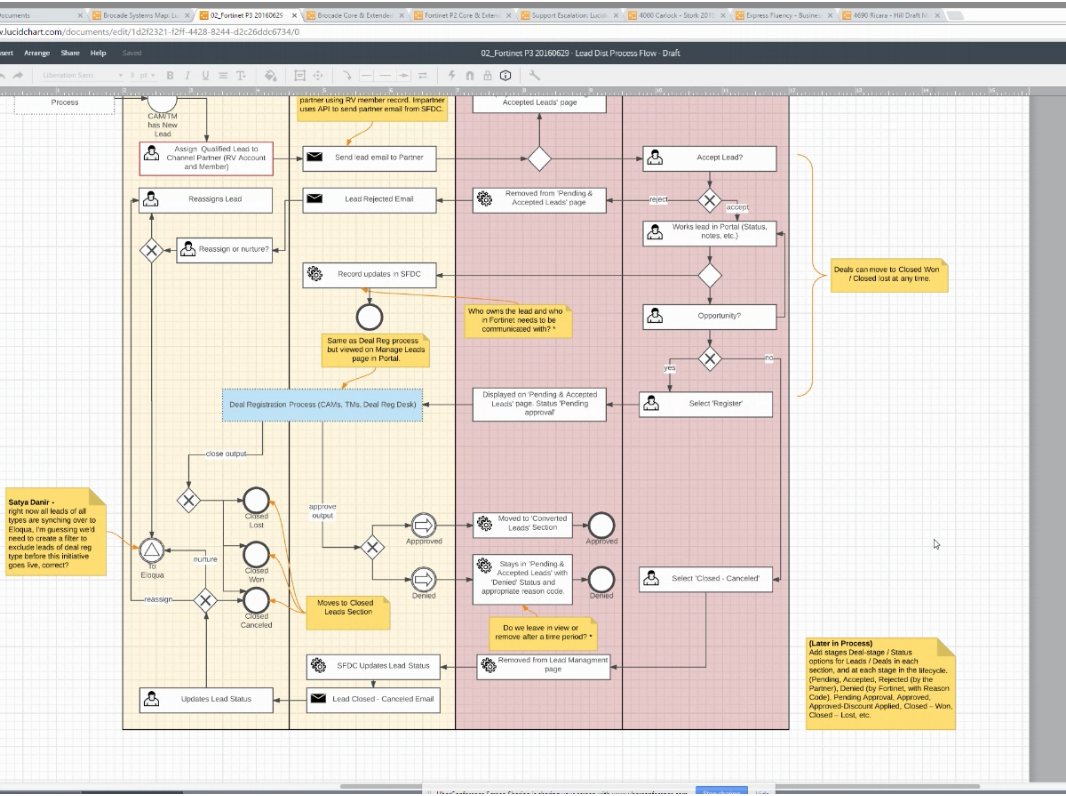 ocuments
Brocade Systems Map: Lu
02_Fortinet P3 20160629
Brocade Core & Extende
Fortinet P2 Core & Exten
Support Escalation: Lucid
4060 Carlock - Stork 201
Express Fluency - Busine
4690 Ricara - Hill Draft M
w.lucidchart.com/documents/edit/1d2f2321-f2ff-4428-8244-d2c26ddc6734/0
Insert Arrange Share Help Saved
02_Fortinet P3 20160629 - Lead Dist Process Flow - Draft
Liberation Sans
Process
CAM/TM
has New
Lead
partner using RV member record. Impartner
uses API to send partner email from SFDC.
Accepted Leads' page
Assign Qualified Lead to
Channel Partner (RV Account
and Member)
Send lead email to Partner
Accept Lead?
Reassigns Lead
Lead Rejected Email
Removed from 'Pending &
Accepted Leads' page
reject
accept
Works lead in Portal (Status,
notes, etc.)
Reassign or nurture?
Record updates in SFDC
Deals can move to Closed Won
/ Closed lost at any time.
Who owns the lead and who
in Fortinet needs to be
communicated with? *
Opportunity?
Same as Deal Reg process
but viewed on Manage Leads
page in Portal.
yes
no
Deal Registration Process (CAMs, TMs, Deal Reg Desk)
Displayed on 'Pending & Accepted
Leads' page. Status 'Pending
approval'
Select 'Register'
close output
Satya Danir -
right now all leads of all
types are synching over to
Eloqua, I'm guessing we'd
need to create a filter to
exclude leads of deal reg
type before this initiative
goes live, correct?
Closed
Lost
approve
output
Apporoved
Moved to 'Converted
Leads' Section
Approved
To
Eloqua
nurture
Closed
Won
Denied
Stays in 'Pending &
Accepted Leads' with
'Denied' Status and
appropriate reason code.
Denied
Select 'Closed - Canceled'
reassign
Closed
Canceled
Moves to Closed
Leads Section
Do we leave in view or
remove after a time period? *
SFDC Updates Lead Status
Removed from Lead Managment
page
Updates Lead Status
Lead Closed - Canceled Email
(Later in Process)
Add stages Deal-stage / Status
options for Leads / Deals in each
section, and at each stage in the lifecycle.
(Pending, Accepted, Rejected (by the
Partner), Denied (by Fortinet, with Reason
Code), Pending Approval, Approved,
Approved-Discount Applied, Closed – Won,
Closed – Lost, etc.